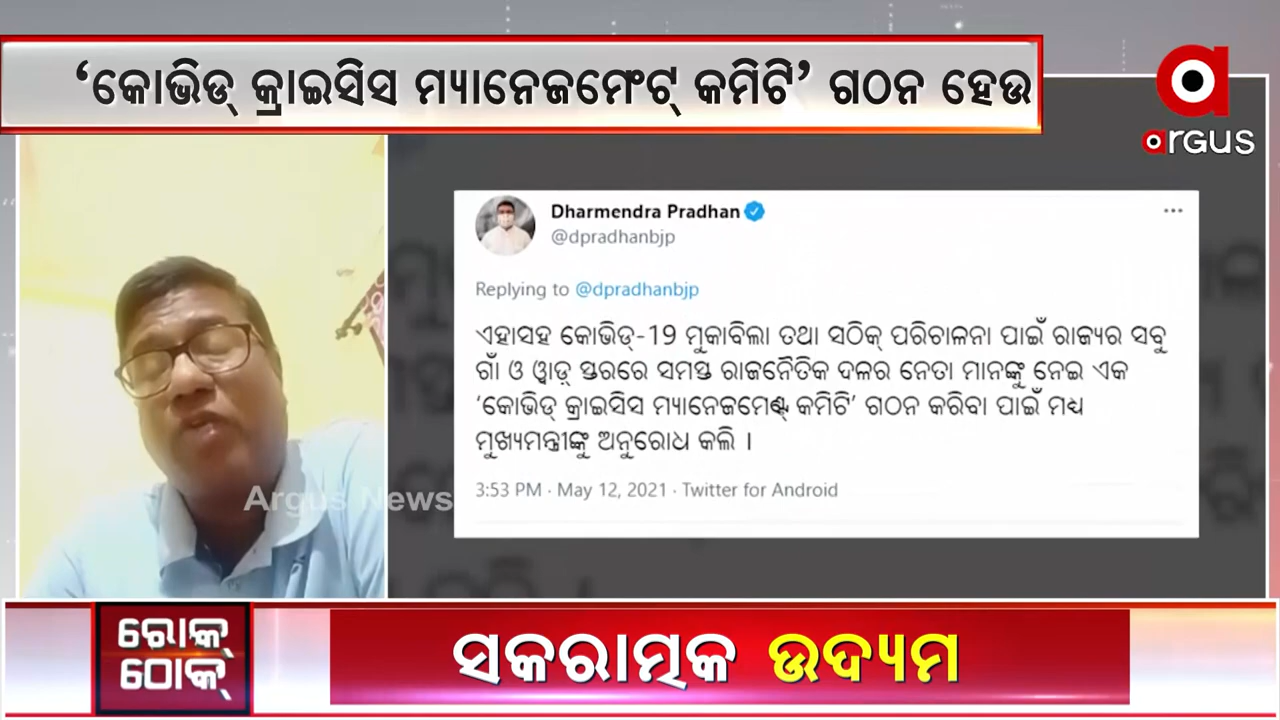 ‘କୋଭିଡ୍ କ୍ରାଇସିସ ମ୍ୟାନେଜମେଂଟ୍ କମିଟି’ ଗଠନ ହେଉ
argus
Dharmendra Pradhan
@dpradhanbjp
Replying to @dpradhanbjp
ଏହାସହ କୋଭିଡ୍-19 ମୁକାବିଲା ତଥା ସଠିକ୍ ପରିଚାଳନା ପାଇଁ ରାଜ୍ୟର ସବୁ
ଗାଁ ଓ ୱାଡ଼୍ ସ୍ତରରେ ସମସ୍ତ ରାଜନୈତିକ ଦଳର ନେତା ମାନଙ୍କୁ ନେଇ ଏକ
‘କୋଭିଡ୍ କ୍ରାଇସିସ ମ୍ୟାନେଜମେଣ୍ଟ୍ କମିଟି’ ଗଠନ କରିବା ପାଇଁ ମଧ୍ୟ
ମୁଖ୍ୟମନ୍ତ୍ରୀଙ୍କୁ ଅନୁରୋଧ କଲି ।
3:53 PM · May 12, 2021 · Twitter for Android
Argus News
ରୋକ୍
ଠୋକ୍
ସକରାତ୍ମକ ଉଦ୍ୟମ